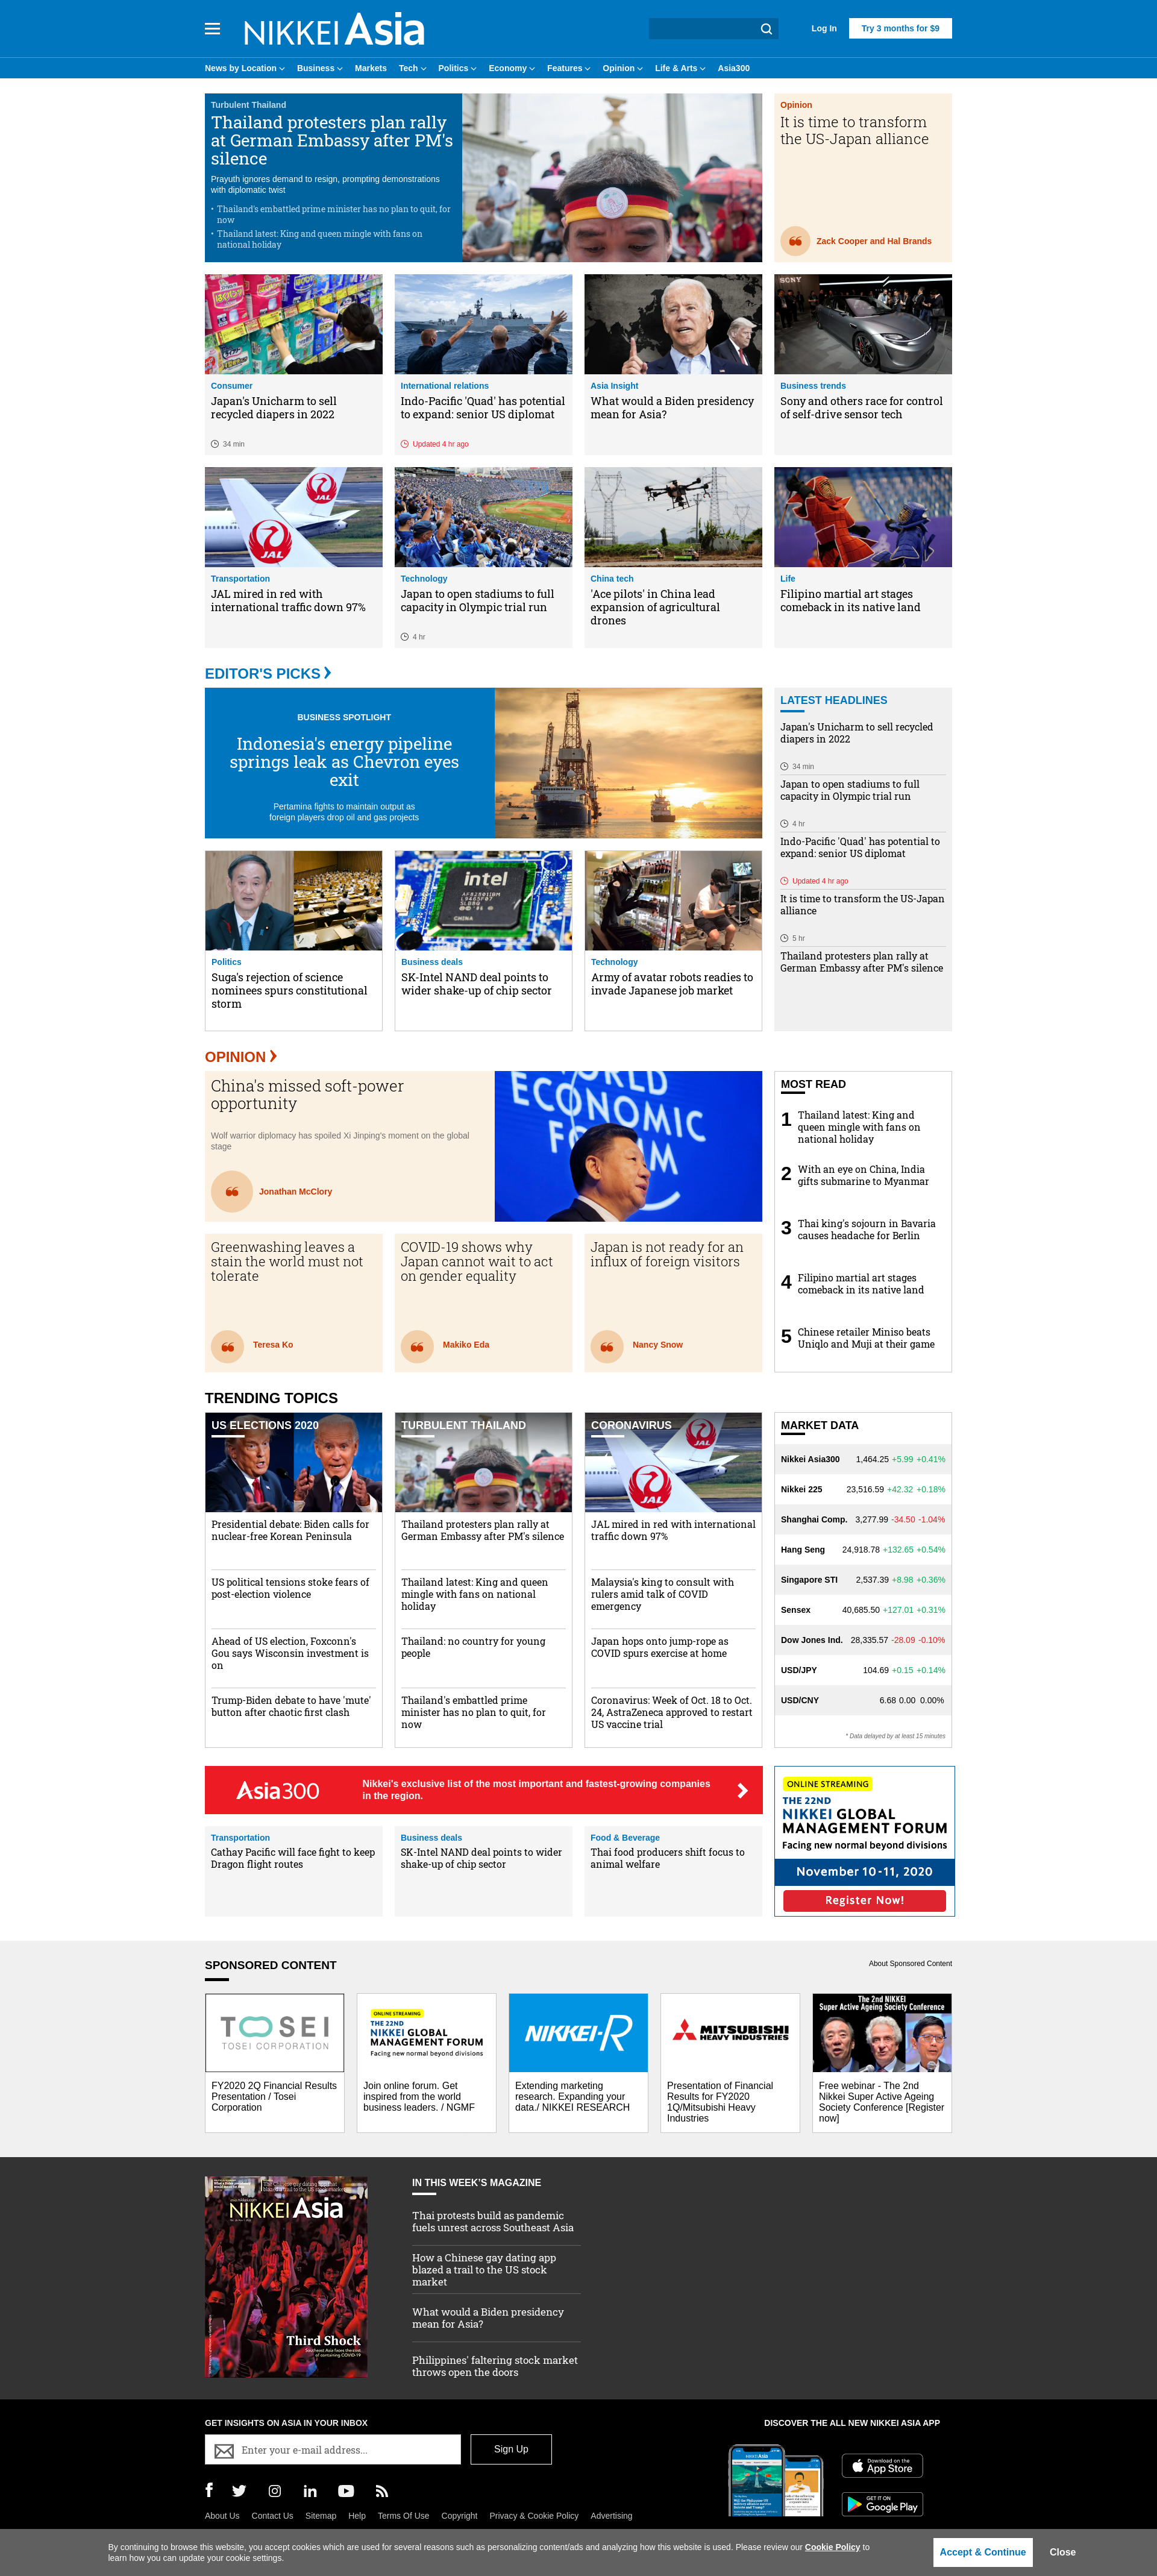 NIKKEI Asia
Log In
Try 3 months for $9
News by Location
Business
Markets
Tech
Politics
Economy
Features
Opinion
Life & Arts
Asia300
Turbulent Thailand
Thailand protesters plan rally
at German Embassy after PM's
silence
Prayuth ignores demand to resign, prompting demonstrations
with diplomatic twist
• Thailand's embattled prime minister has no plan to quit, for
now
• Thailand latest: King and queen mingle with fans on
national holiday
Opinion
It is time to transform
the US-Japan alliance
Zack Cooper and Hal Brands
SONY
Consumer
Japan's Unicharm to sell
recycled diapers in 2022
34 min
International relations
Indo-Pacific 'Quad' has potential
to expand: senior US diplomat
Updated 4 hr ago
Asia Insight
What would a Biden presidency
mean for Asia?
Business trends
Sony and others race for control
of self-drive sensor tech
JAL
JAL
Transportation
JAL mired in red with
international traffic down 97%
Technology
Japan to open stadiums to full
capacity in Olympic trial run
4 hr
China tech
'Ace pilots' in China lead
expansion of agricultural
drones
Life
Filipino martial art stages
comeback in its native land
EDITOR'S PICKS
BUSINESS SPOTLIGHT
Indonesia's energy pipeline
springs leak as Chevron eyes
exit
Pertamina fights to maintain output as
foreign players drop oil and gas projects
LATEST HEADLINES
Japan's Unicharm to sell recycled
diapers in 2022
34 min
Japan to open stadiums to full
capacity in Olympic trial run
4 hr
Indo-Pacific 'Quad' has potential to
expand: senior US diplomat
Updated 4 hr ago
It is time to transform the US-Japan
alliance
5 hr
Thailand protesters plan rally at
German Embassy after PM's silence
intel
CHINA
Politics
Suga's rejection of science
nominees spurs constitutional
storm
Business deals
SK-Intel NAND deal points to
wider shake-up of chip sector
Technology
Army of avatar robots readies to
invade Japanese job market
OPINION
China's missed soft-power
opportunity
Wolf warrior diplomacy has spoiled Xi Jinping's moment on the global
stage
Jonathan McClory
WORLD
ECONOMIC
FORUM
MOST READ
1 Thailand latest: King and
queen mingle with fans on
national holiday
2 With an eye on China, India
gifts submarine to Myanmar
3 Thai king's sojourn in Bavaria
causes headache for Berlin
4 Filipino martial art stages
comeback in its native land
5 Chinese retailer Miniso beats
Uniqlo and Muji at their game
Greenwashing leaves a
stain the world must not
tolerate
Teresa Ko
COVID-19 shows why
Japan cannot wait to act
on gender equality
Makiko Eda
Japan is not ready for an
influx of foreign visitors
Nancy Snow
TRENDING TOPICS
US ELECTIONS 2020
Presidential debate: Biden calls for
nuclear-free Korean Peninsula
US political tensions stoke fears of
post-election violence
Ahead of US election, Foxconn's
Gou says Wisconsin investment is
on
Trump-Biden debate to have 'mute'
button after chaotic first clash
TURBULENT THAILAND
Thailand protesters plan rally at
German Embassy after PM's silence
Thailand latest: King and queen
mingle with fans on national
holiday
Thailand: no country for young
people
Thailand's embattled prime
minister has no plan to quit, for
now
CORONAVIRUS
JAL
JAL
JAL mired in red with international
traffic down 97%
Malaysia's king to consult with
rulers amid talk of COVID
emergency
Japan hops onto jump-rope as
COVID spurs exercise at home
Coronavirus: Week of Oct. 18 to Oct.
24, AstraZeneca approved to restart
US vaccine trial
MARKET DATA
Nikkei Asia300 1,464.25 +5.99 +0.41%
Nikkei 225 23,516.59 +42.32 +0.18%
Shanghai Comp. 3,277.99 -34.50 -1.04%
Hang Seng 24,918.78 +132.65 +0.54%
Singapore STI 2,537.39 +8.98 +0.36%
Sensex 40,685.50 +127.01 +0.31%
Dow Jones Ind. 28,335.57 -28.09 -0.10%
USD/JPY 104.69 +0.15 +0.14%
USD/CNY 6.68 0.00 0.00%
* Data delayed by at least 15 minutes
Asia300
Nikkei's exclusive list of the most important and fastest-growing companies
in the region.
Transportation
Cathay Pacific will face fight to keep
Dragon flight routes
Business deals
SK-Intel NAND deal points to wider
shake-up of chip sector
Food & Beverage
Thai food producers shift focus to
animal welfare
ONLINE STREAMING
THE 22ND
NIKKEI GLOBAL
MANAGEMENT FORUM
Facing new normal beyond divisions
November 10-11, 2020
Register Now!
SPONSORED CONTENT
About Sponsored Content
TOSEI
TOSEI CORPORATION
FY2020 2Q Financial Results
Presentation / Tosei
Corporation
ONLINE STREAMING
THE 22ND
NIKKEI GLOBAL
MANAGEMENT FORUM
Facing new normal beyond divisions
Join online forum. Get
inspired from the world
business leaders. / NGMF
NIKKEI-R
Extending marketing
research. Expanding your
data./ NIKKEI RESEARCH
MITSUBISHI
HEAVY INDUSTRIES
Presentation of Financial
Results for FY2020
1Q/Mitsubishi Heavy
Industries
The 2nd NIKKEI
Super Active Ageing Society Conference
Free webinar - The 2nd
Nikkei Super Active Ageing
Society Conference [Register
now]
NIKKEI Asia
Third Shock
Southeast Asia faces the cost
of containing COVID-19
IN THIS WEEK'S MAGAZINE
Thai protests build as pandemic
fuels unrest across Southeast Asia
How a Chinese gay dating app
blazed a trail to the US stock
market
What would a Biden presidency
mean for Asia?
Philippines' faltering stock market
throws open the doors
GET INSIGHTS ON ASIA IN YOUR INBOX
Enter your e-mail address...
Sign Up
DISCOVER THE ALL NEW NIKKEI ASIA APP
Download on the
App Store
GET IT ON
Google Play
About Us
Contact Us
Sitemap
Help
Terms Of Use
Copyright
Privacy & Cookie Policy
Advertising
By continuing to browse this website, you accept cookies which are used for several reasons such as personalizing content/ads and analyzing how this website is used. Please review our Cookie Policy to
learn how you can update your cookie settings.
Accept & Continue
Close